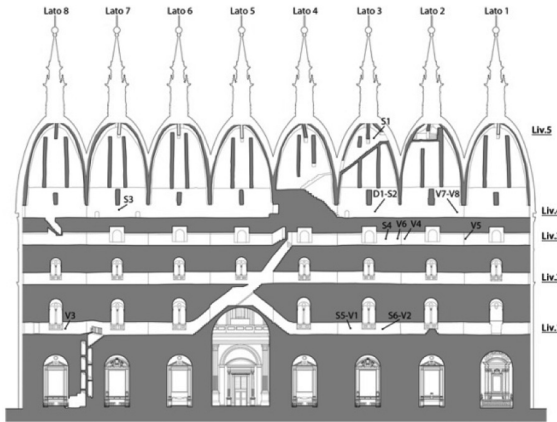 Lato 8 Lato 7 Lato 6 Lato 5 Lato 4 Lato 3 Lato 2 Lato 1
S1
Liv.5
S3 D1-S2 V7-V8
S4 V6 V4 V5
V3 S5-V1 S6-V2